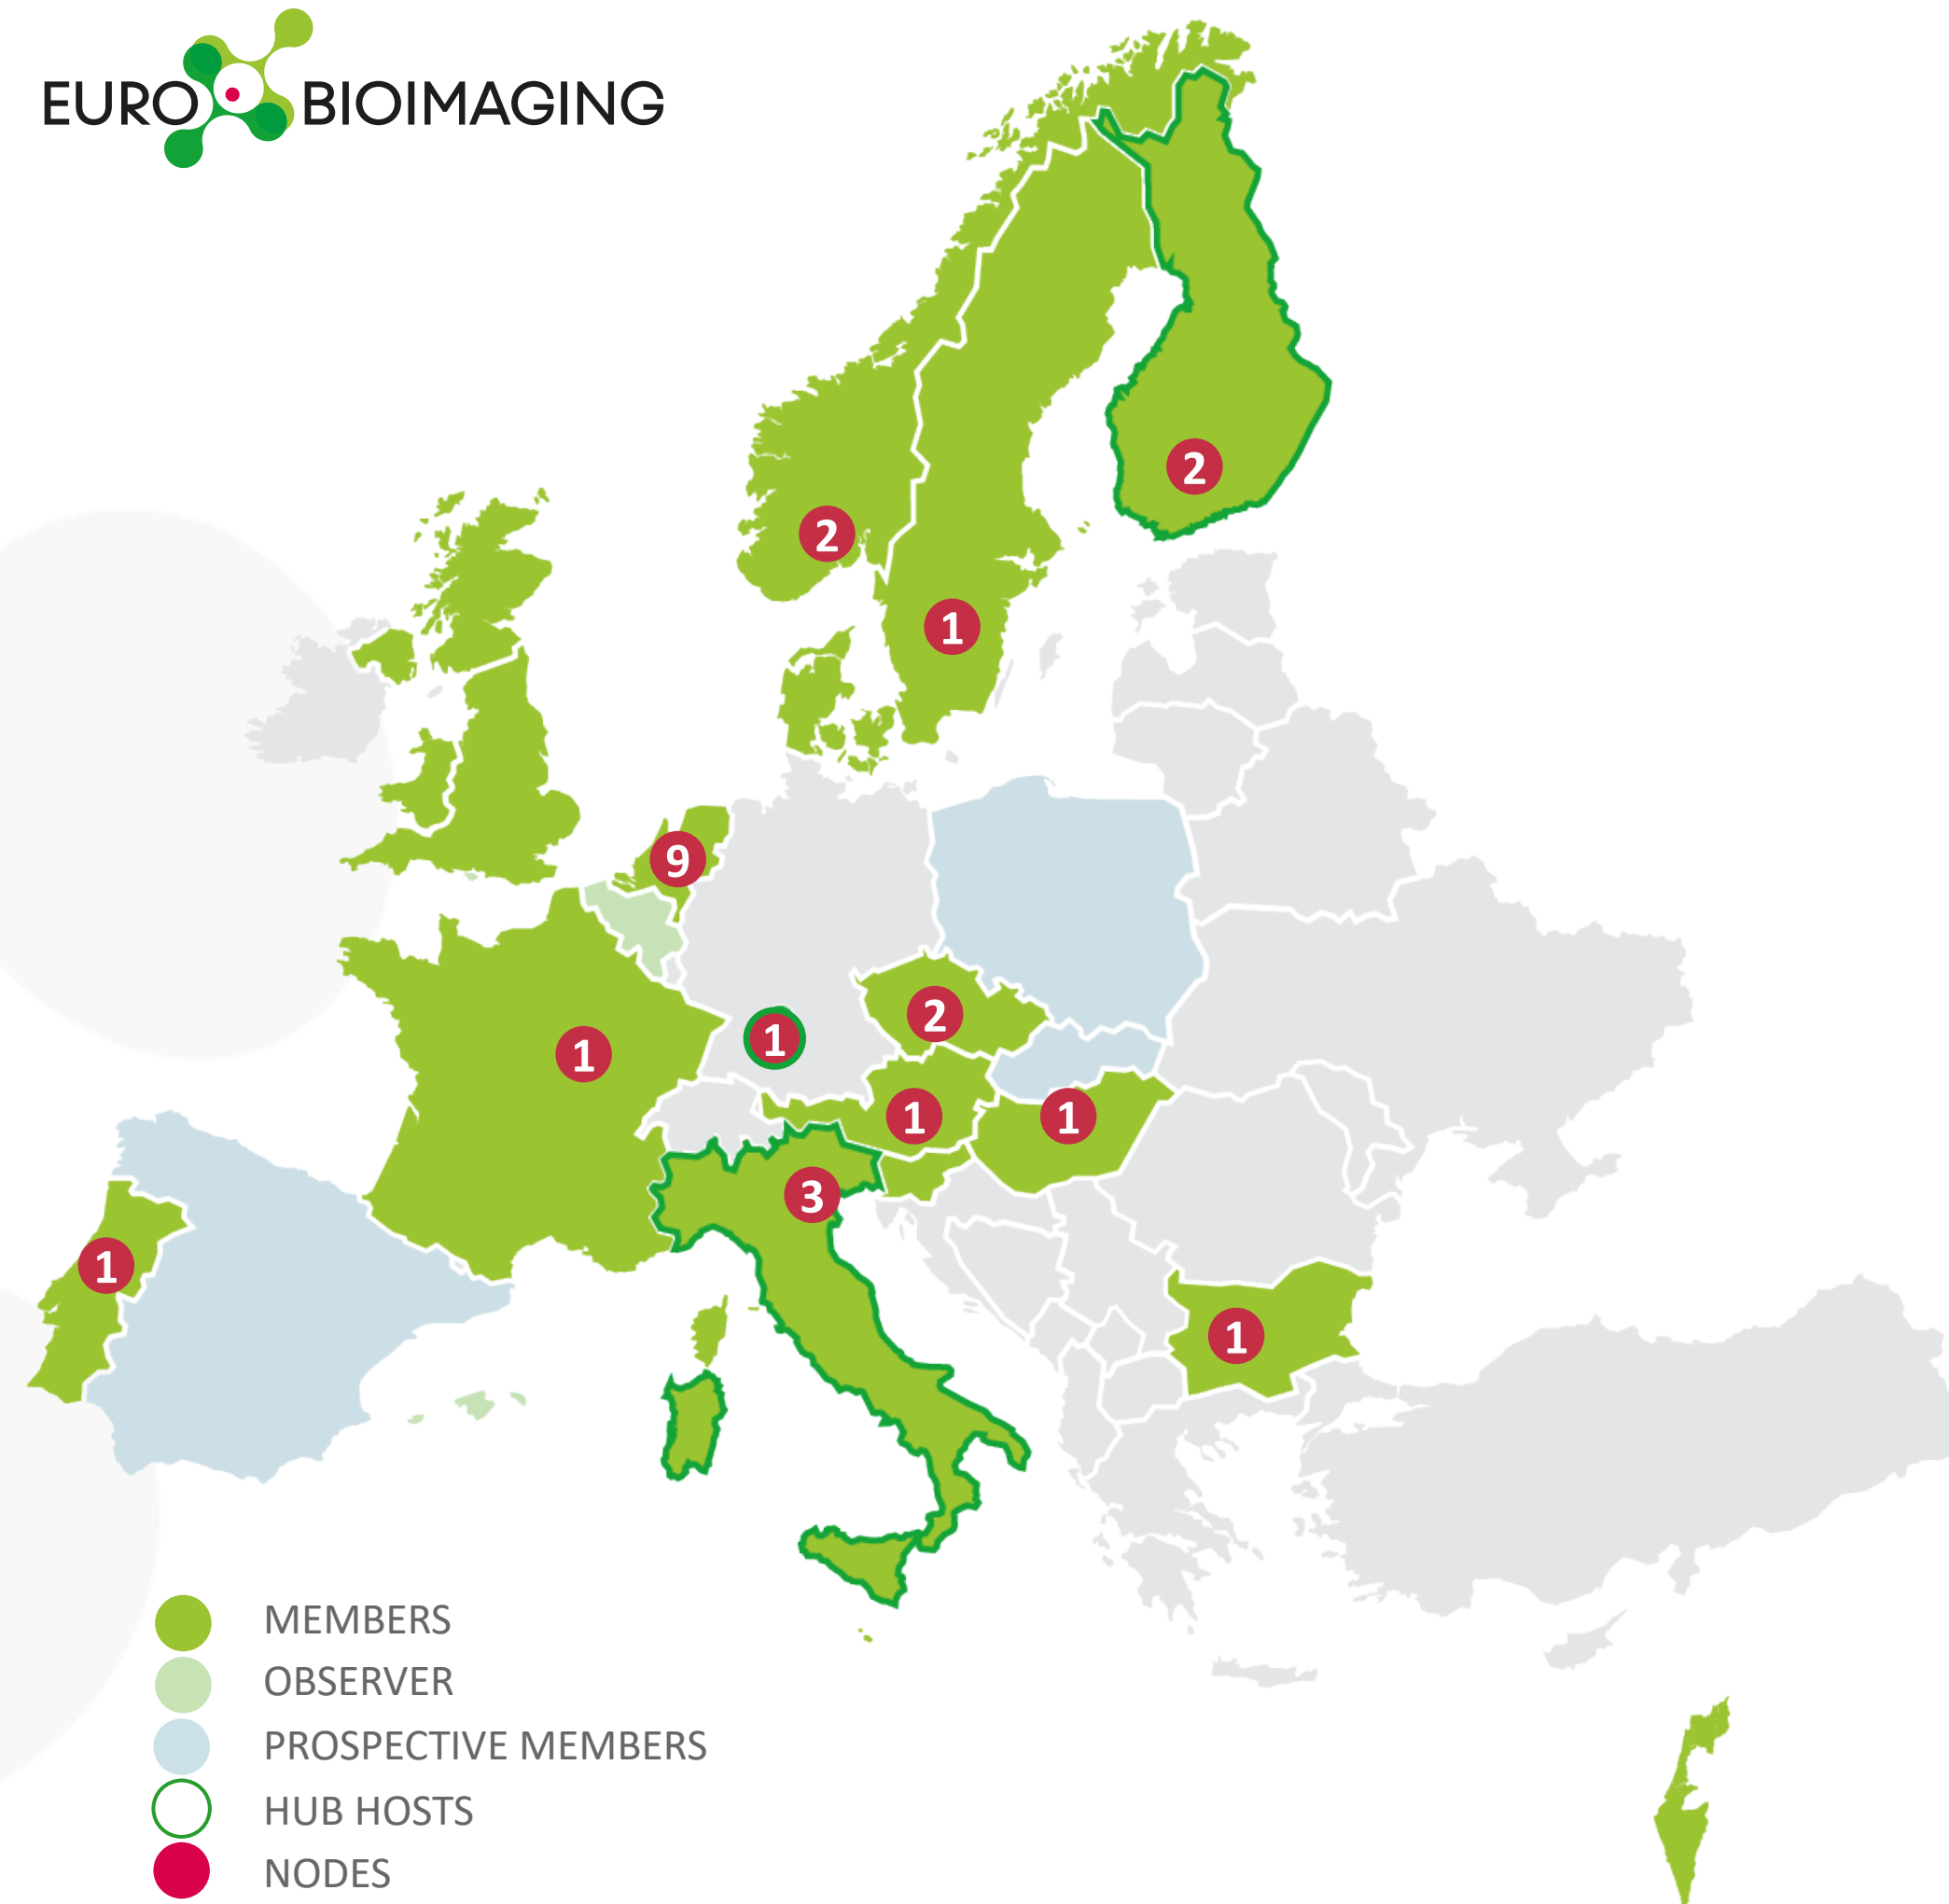 EURO BIOIMAGING
2
2
1
9
2
1
1
1
1
3
1
1
MEMBERS
OBSERVER
PROSPECTIVE MEMBERS
HUB HOSTS
NODES